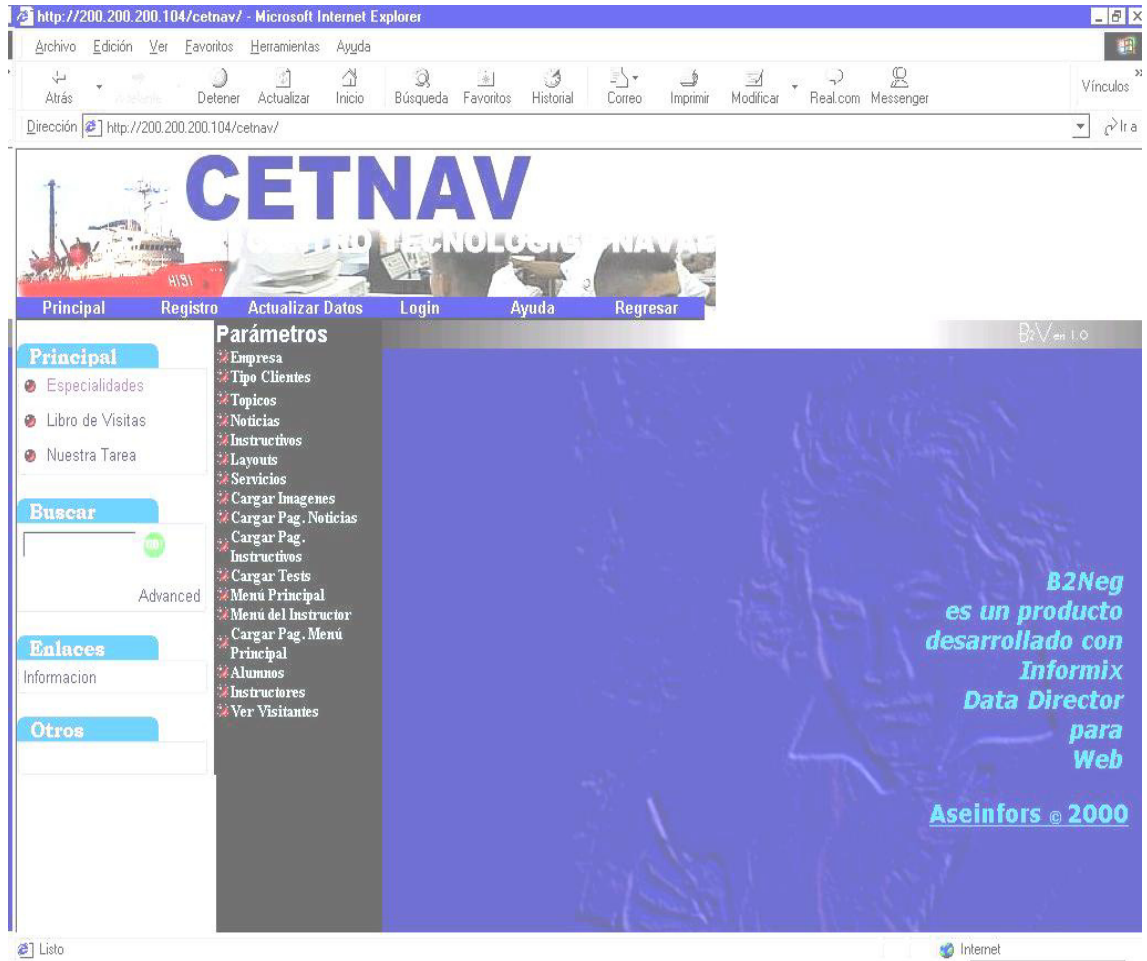 http://200.200.200.104/cetnav/ - Microsoft Internet Explorer
Archivo Edición Ver Favoritos Herramientas Ayuda
Atrás Detener Actualizar Inicio Búsqueda Favoritos Historial Correo Imprimir Modificar Real.com Messenger Vínculos »
Dirección http://200.200.200.104/cetnav/ Ir a
CETNAV
CENTRO TECNOLOGICO NAVAL
HI91
Principal Registro Actualizar Datos Login Ayuda Regresar
Principal
Especialidades
Libro de Visitas
Nuestra Tarea
Buscar
Advanced
Enlaces
Informacion
Otros
Parámetros
Empresa
Tipo Clientes
Topicos
Noticias
Instructivos
Layouts
Servicios
Cargar Imagenes
Cargar Pag. Noticias
Cargar Pag.
Instructivos
Cargar Tests
Menú Principal
Menú del Instructor
Cargar Pag. Menú
Principal
Alumnos
Instructores
Ver Visitantes
B2Neg
es un producto
desarrollado con
Informix
Data Director
para
Web
Aseinfors © 2000
Listo Internet